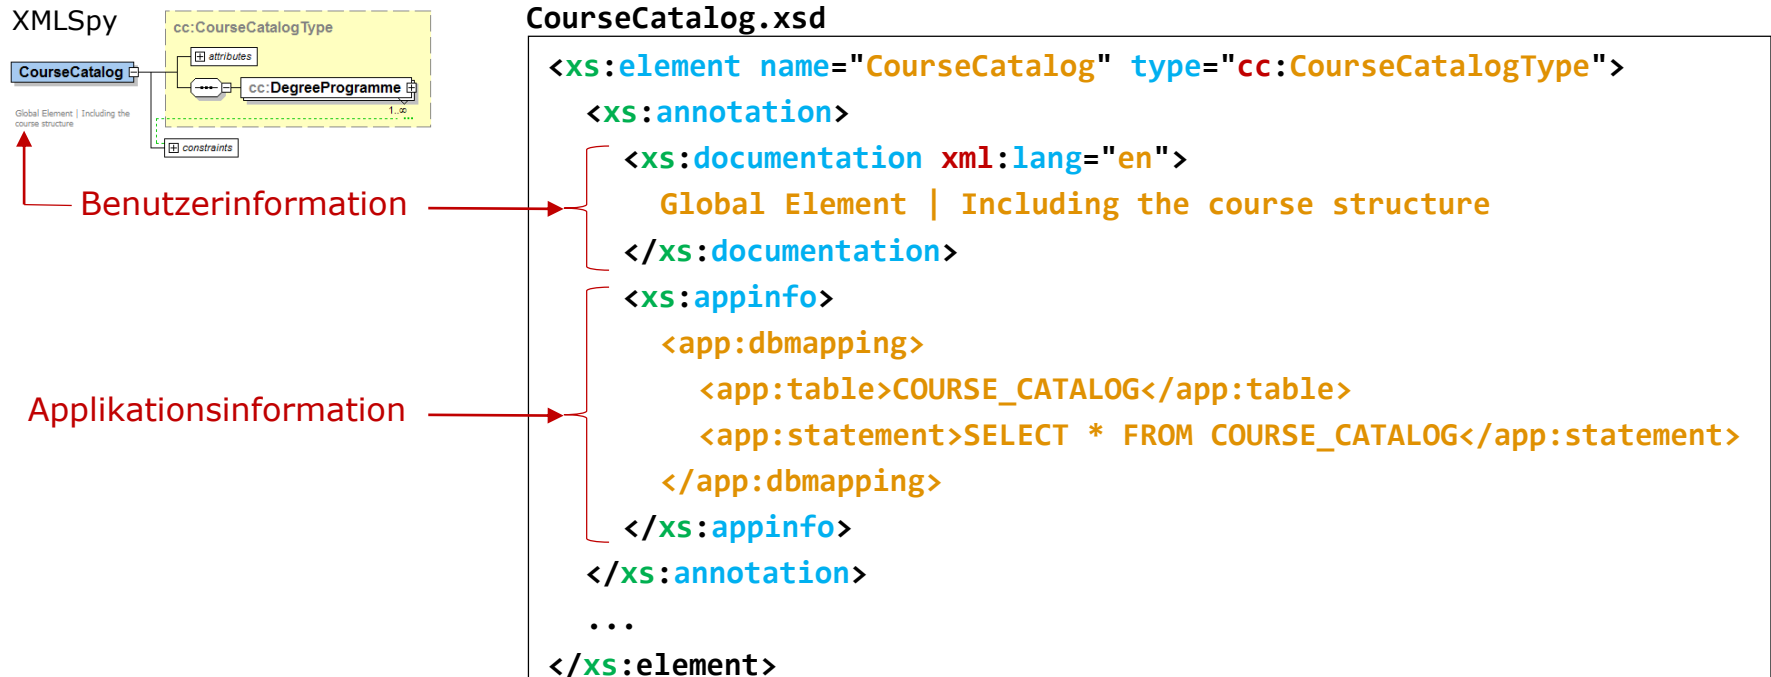 XMLSpy
cc:CourseCatalogType
attributes
CourseCatalog
cc:DegreeProgramme
1..∞
Global Element | Including the
course structure
constraints
Benutzerinformation
Applikationsinformation
CourseCatalog.xsd
<xs:element name="CourseCatalog" type="cc:CourseCatalogType">
<xs:annotation>
<xs:documentation xml:lang="en">
Global Element | Including the course structure
</xs:documentation>
<xs:appinfo>
<app:dbmapping>
<app:table>COURSE_CATALOG</app:table>
<app:statement>SELECT * FROM COURSE_CATALOG</app:statement>
</app:dbmapping>
</xs:appinfo>
</xs:annotation>
...
</xs:element>